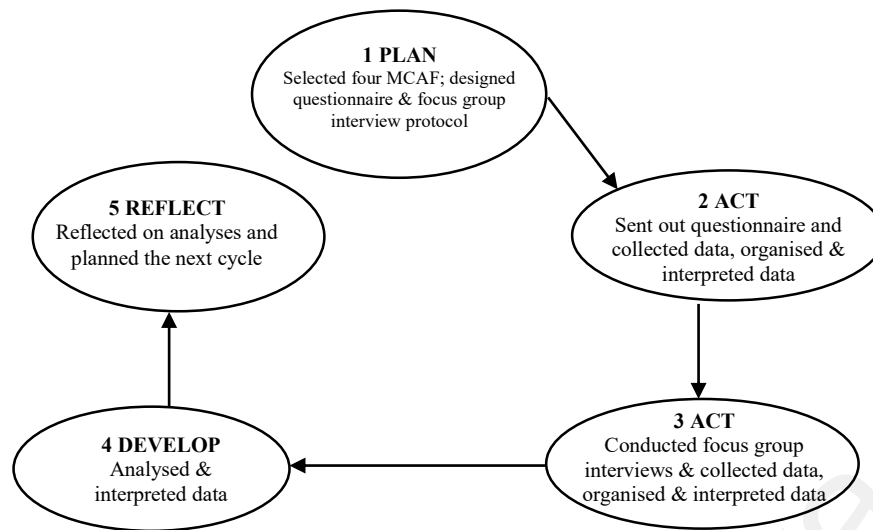 1 PLAN
Selected four MCAF; designed
questionnaire & focus group
interview protocol
2 ACT
Sent out questionnaire and
collected data, organised &
interpreted data
3 ACT
Conducted focus group
interviews & collected data,
organised & interpreted data
4 DEVELOP
Analysed &
interpreted data
5 REFLECT
Reflected on analyses and
planned the next cycle